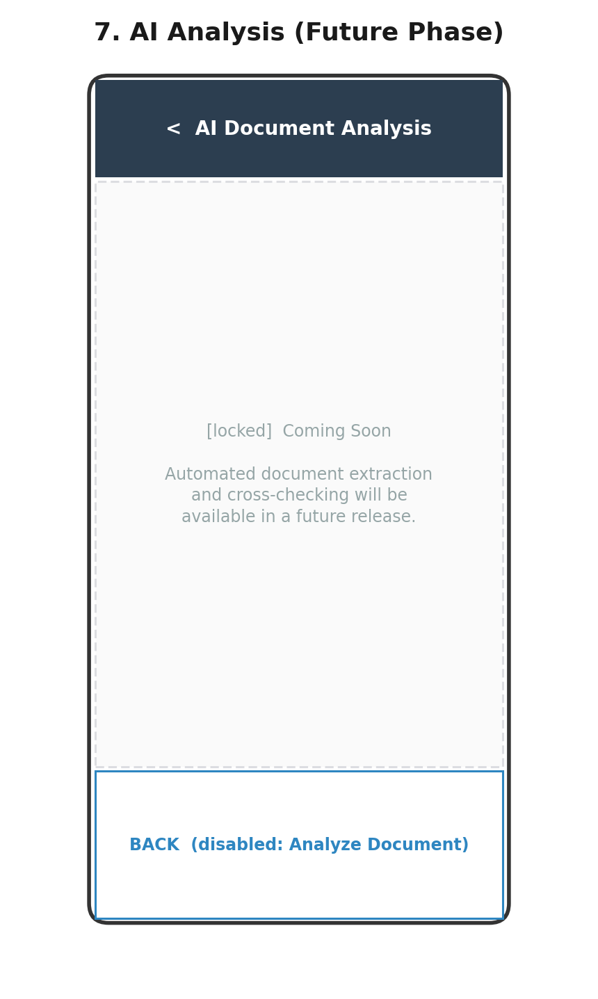 7. AI Analysis (Future Phase)
< AI Document Analysis
[locked] Coming Soon
Automated document extraction
and cross-checking will be
available in a future release.
BACK (disabled: Analyze Document)